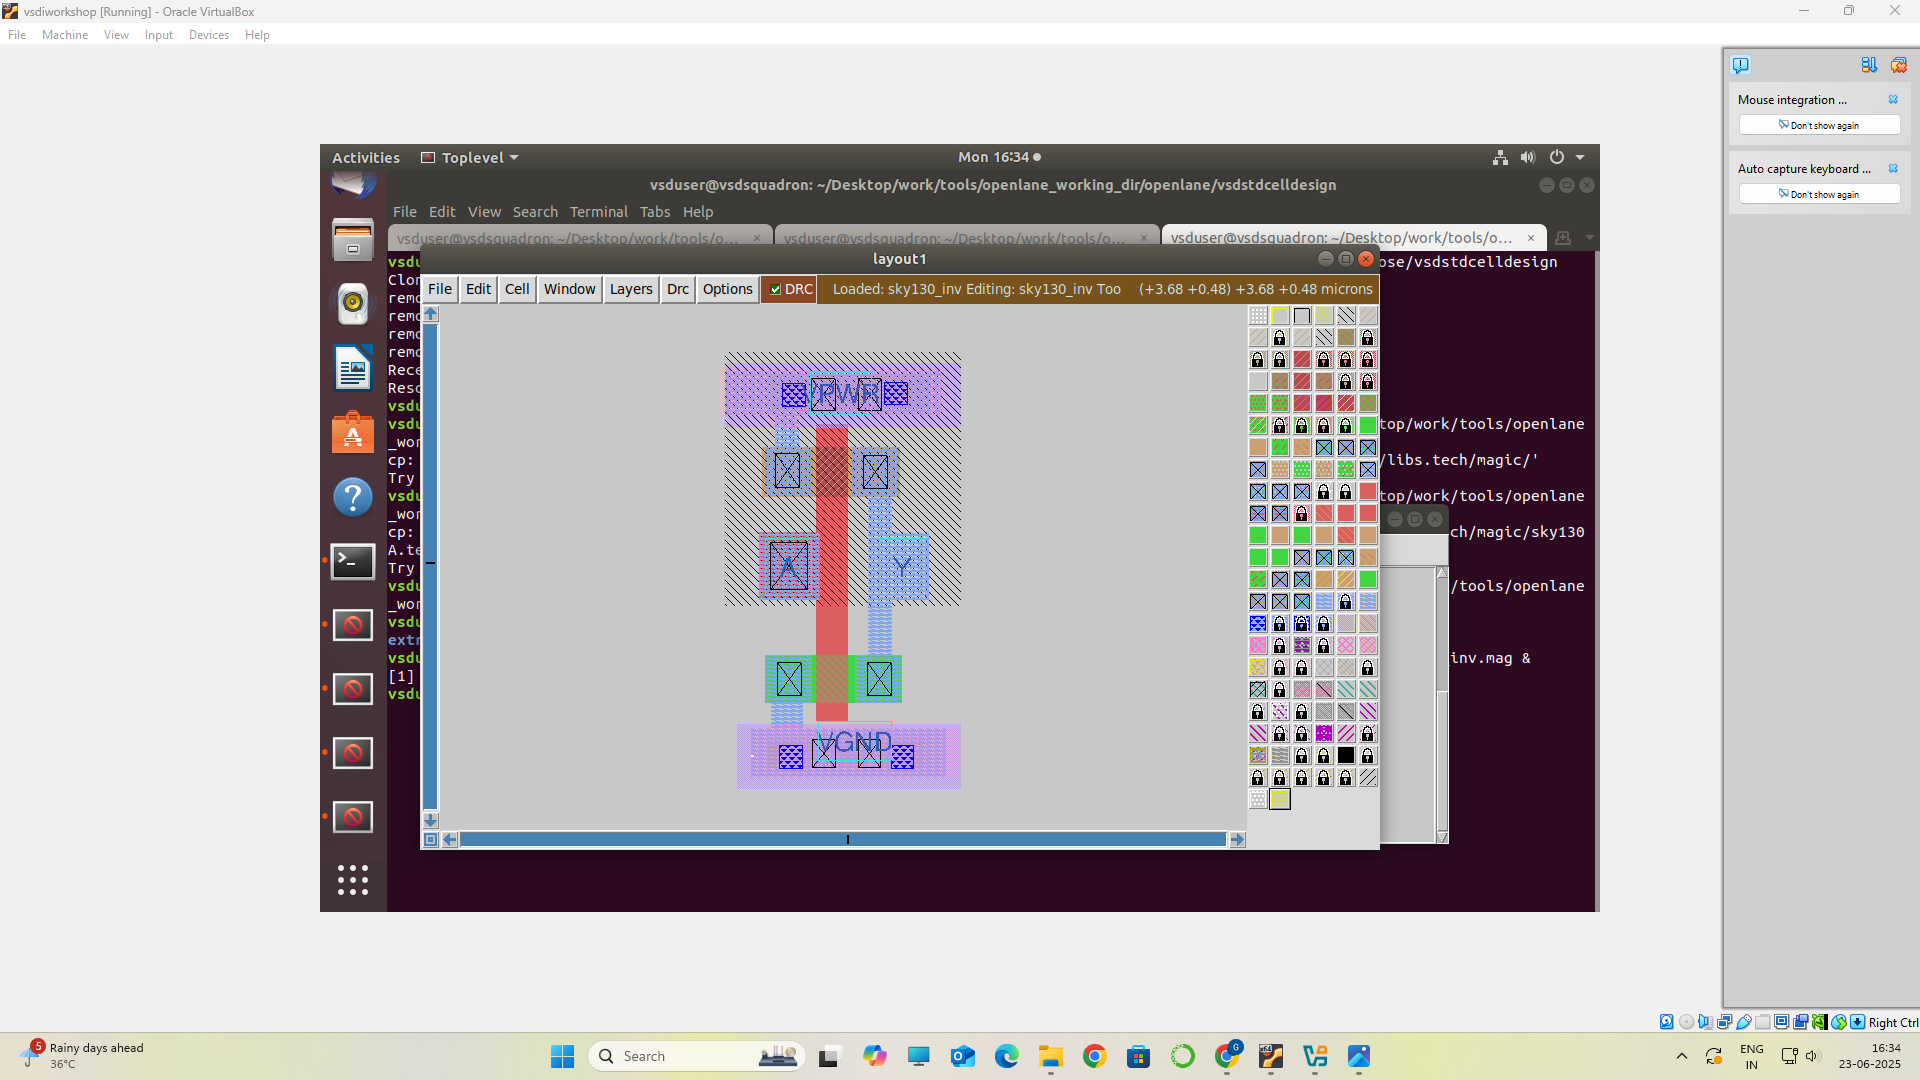 vsdiworkshop [Running] - Oracle VirtualBox
File Machine View Input Devices Help
Mouse integration ...
Don't show again
Auto capture keyboard ...
Don't show again
Activities Toplevel Mon 16:34
vsduser@vsdsquadron: ~/Desktop/work/tools/openlane_working_dir/openlane/vsdstdcelldesign
File Edit View Search Terminal Tabs Help
vsduser@vsdsquadron: ~/Desktop/work/tools/o... × vsduser@vsdsquadron: ~/Desktop/work/tools/o... × vsduser@vsdsquadron: ~/Desktop/work/tools/o... ×
layout1
File Edit Cell Window Layers Drc Options DRC Loaded: sky130_inv Editing: sky130_inv Too (+3.68 +0.48) +3.68 +0.48 microns
vsdu ose/vsdstdcelldesign
Clon
remo
remo
remo
remo
Rece
Reso
vsdu
vsdu top/work/tools/openlane
_wor
cp: /libs.tech/magic/'
Try
vsdu top/work/tools/openlane
_wor
cp: ch/magic/sky130
A.te
Try
vsdu /tools/openlane
_wor
vsdu
extr
vsdu inv.mag &
[1]
vsdu
VPWR
A Y
VGND
Right Ctrl
5
Rainy days ahead
36°C
Search
ENG
IN
16:34
23-06-2025